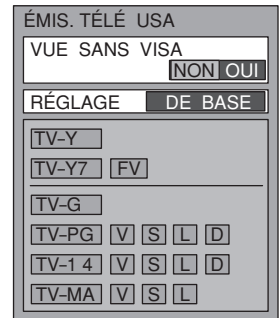 ÉMIS. TÉLÉ USA
VUE SANS VISA
NON OUI
RÉGLAGE DE BASE
TV–Y
TV–Y7 FV
TV–G
TV–PG V S L D
TV–1 4 V S L D
TV–MA V S L